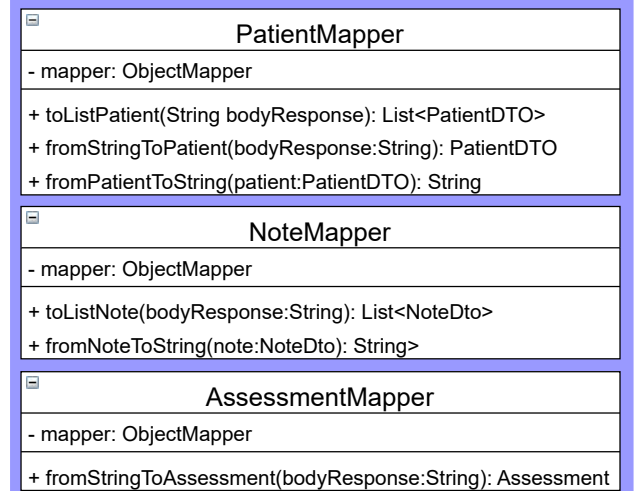 PatientMapper
- mapper: ObjectMapper
+ toListPatient(String bodyResponse): List<PatientDTO>
+ fromStringToPatient(bodyResponse:String): PatientDTO
+ fromPatientToString(patient:PatientDTO): String
NoteMapper
- mapper: ObjectMapper
+ toListNote(bodyResponse:String): List<NoteDto>
+ fromNoteToString(note:NoteDto): String>
AssessmentMapper
- mapper: ObjectMapper
+ fromStringToAssessment(bodyResponse:String): Assessment